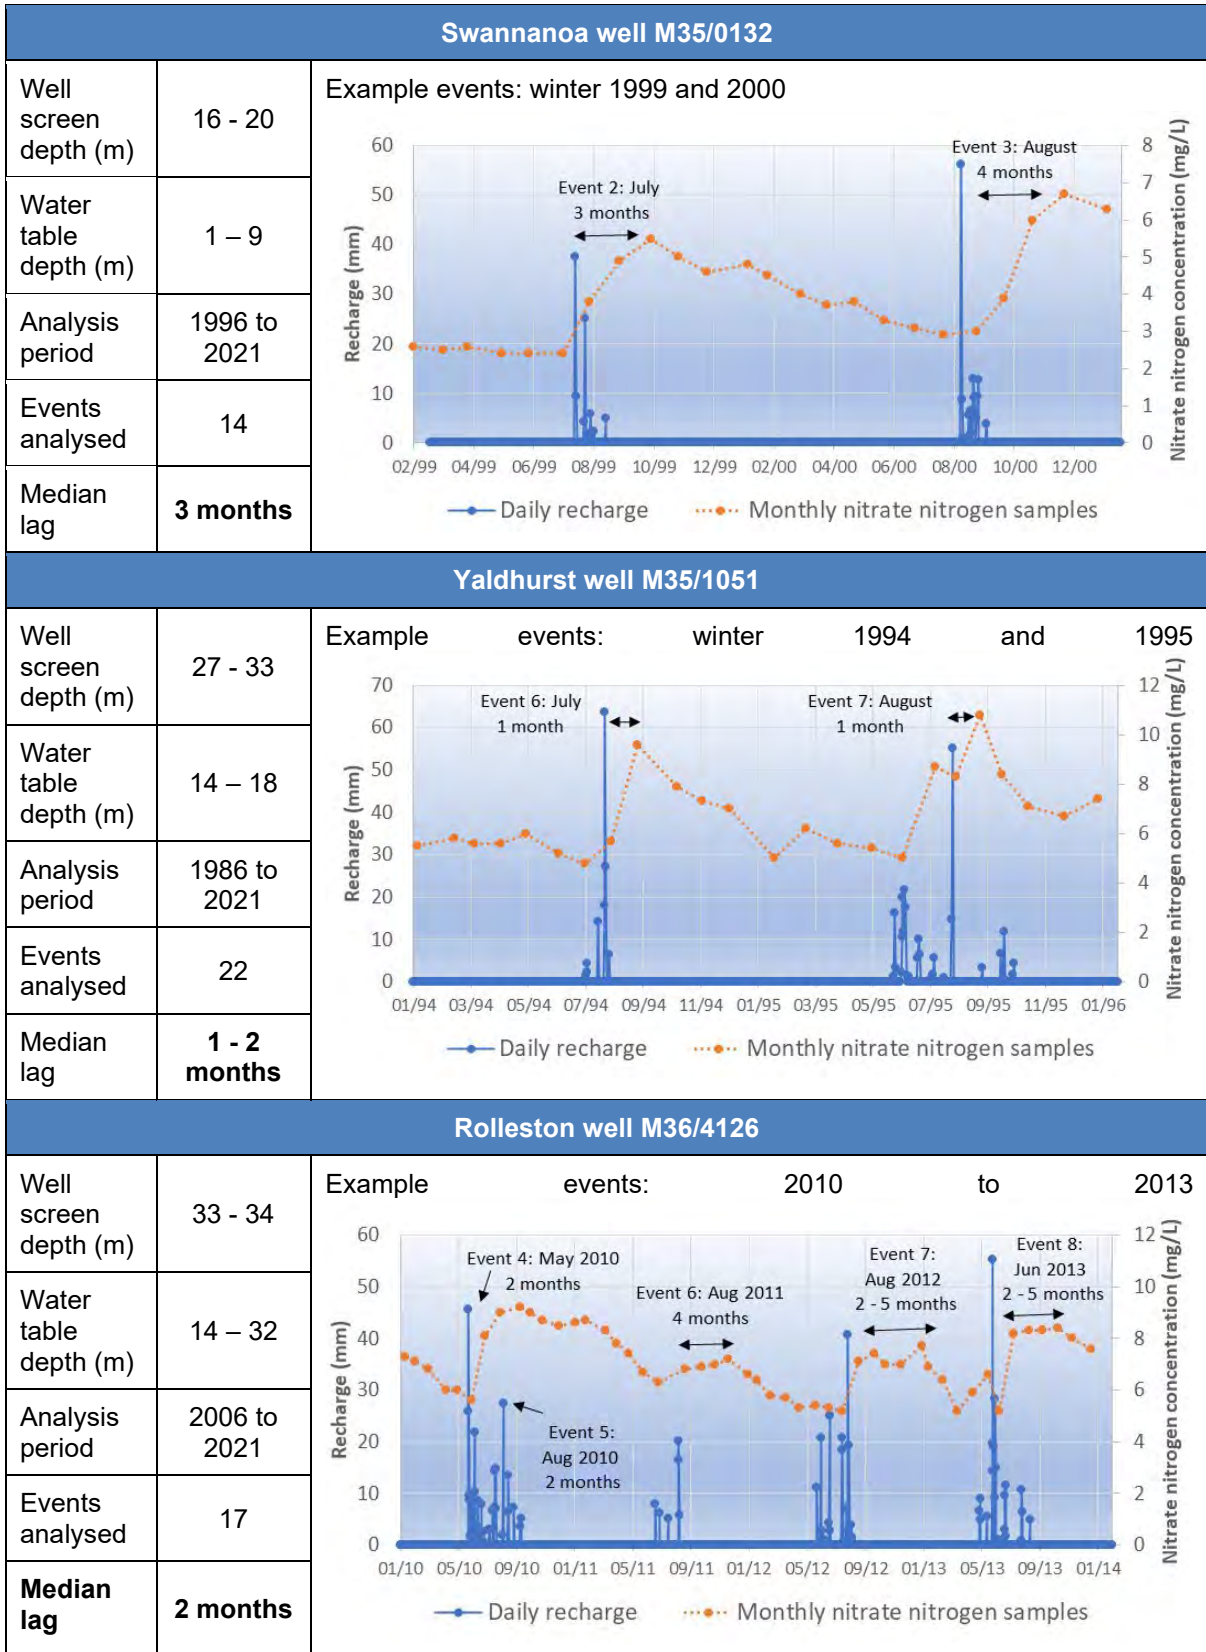 Swannanoa well M35/0132
Well
screen
depth (m)
16 - 20
Water
table
depth (m)
1 – 9
Analysis
period
1996 to
2021
Events
analysed
14
Median
lag
3 months
Example events: winter 1999 and 2000
Event 2: July
3 months
Event 3: August
4 months
Recharge (mm)
60
50
40
30
20
10
0
Nitrate nitrogen concentration (mg/L)
8
7
6
5
4
3
2
1
0
02/99 04/99 06/99 08/99 10/99 12/99 02/00 04/00 06/00 08/00 10/00 12/00
Daily recharge Monthly nitrate nitrogen samples
Yaldhurst well M35/1051
Well
screen
depth (m)
27 - 33
Water
table
depth (m)
14 – 18
Analysis
period
1986 to
2021
Events
analysed
22
Median
lag
1 - 2
months
Example events: winter 1994 and 1995
Event 6: July
1 month
Event 7: August
1 month
Recharge (mm)
70
60
50
40
30
20
10
0
Nitrate nitrogen concentration (mg/L)
12
10
8
6
4
2
0
01/94 03/94 05/94 07/94 09/94 11/94 01/95 03/95 05/95 07/95 09/95 11/95 01/96
Daily recharge Monthly nitrate nitrogen samples
Rolleston well M36/4126
Well
screen
depth (m)
33 - 34
Water
table
depth (m)
14 – 32
Analysis
period
2006 to
2021
Events
analysed
17
Median
lag
2 months
Example events: 2010 to 2013
Event 4: May 2010
2 months
Event 5:
Aug 2010
2 months
Event 6: Aug 2011
4 months
Event 7:
Aug 2012
2 - 5 months
Event 8:
Jun 2013
2 - 5 months
Recharge (mm)
60
50
40
30
20
10
0
Nitrate nitrogen concentration (mg/L)
12
10
8
6
4
2
0
01/10 05/10 09/10 01/11 05/11 09/11 01/12 05/12 09/12 01/13 05/13 09/13 01/14
Daily recharge Monthly nitrate nitrogen samples